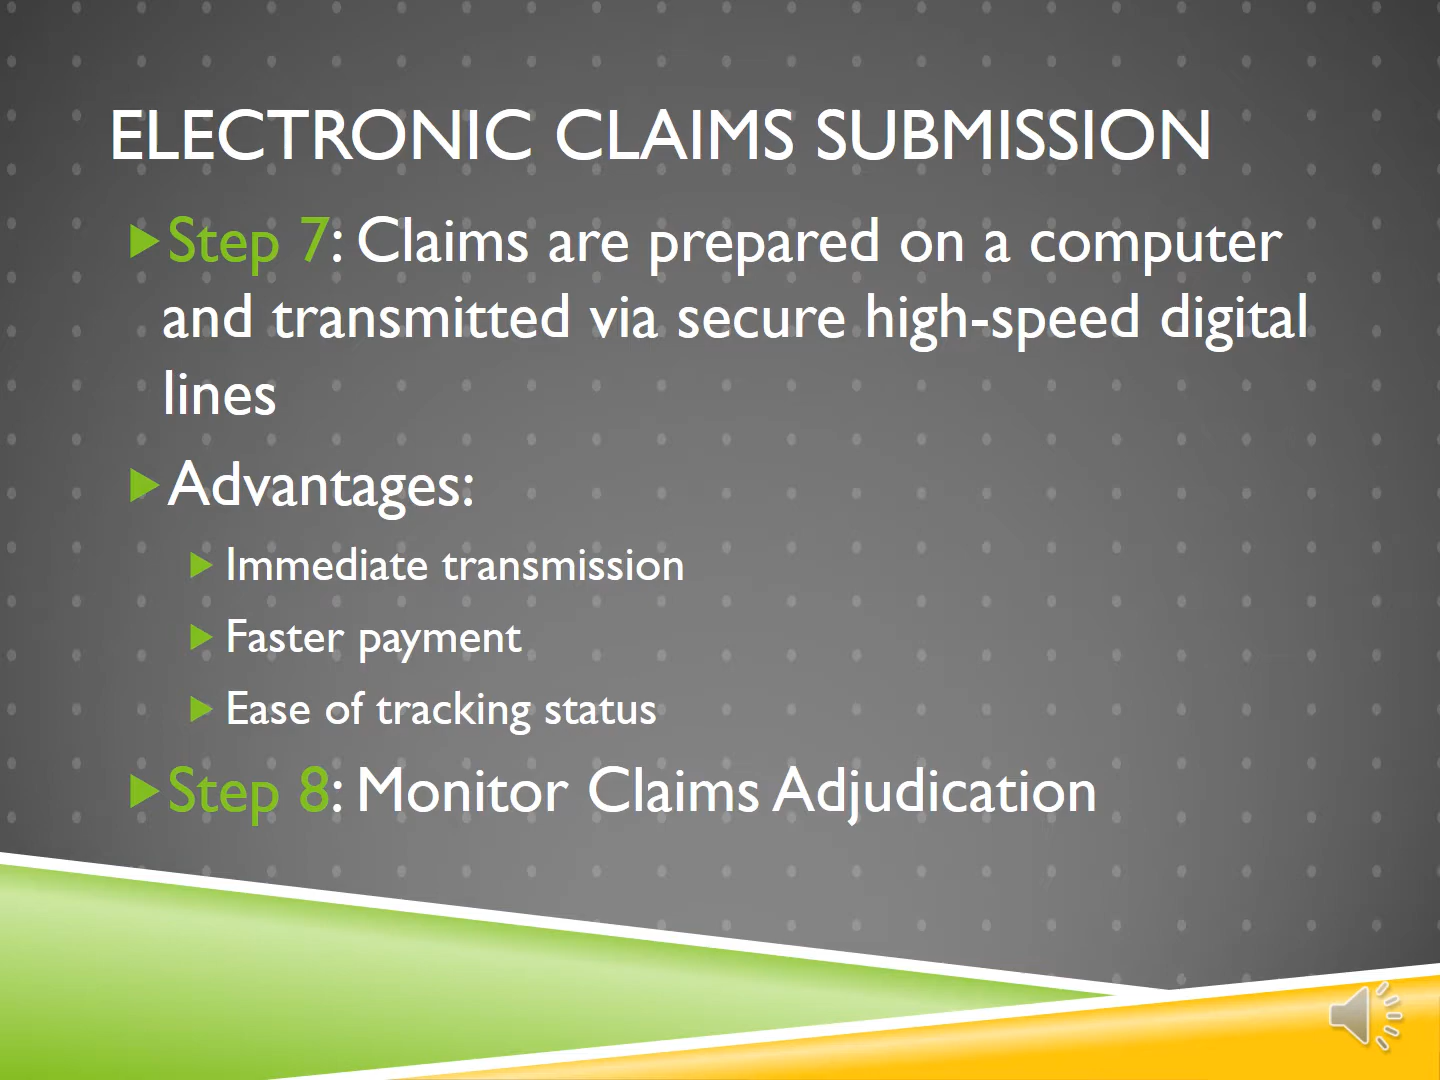 ELECTRONIC CLAIMS SUBMISSION
Step 7: Claims are prepared on a computer
and transmitted via secure high-speed digital
lines
Advantages:
Immediate transmission
Faster payment
Ease of tracking status
Step 8: Monitor Claims Adjudication